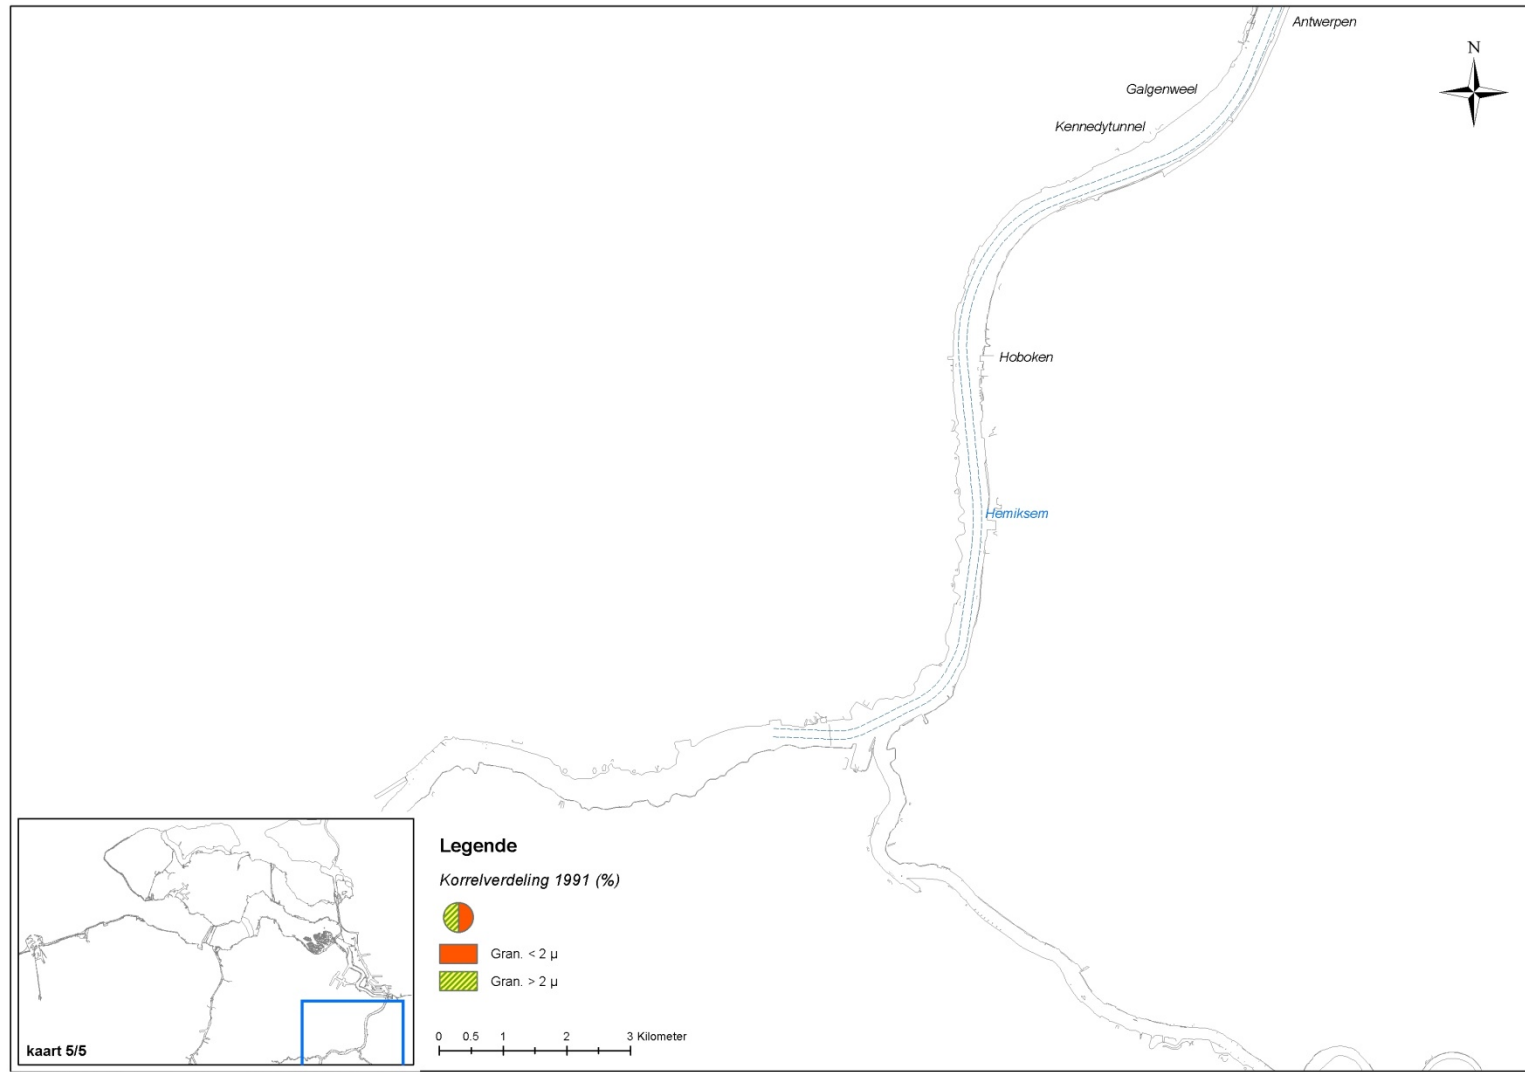 Antwerpen
N
Galgenweel
Kennedytunnel
Hoboken
Hemiksem
Legende
Korrelverdeling 1991 (%)
Gran. < 2 µ
Gran. > 2 µ
0 0.5 1 2 3 Kilometer
kaart 5/5